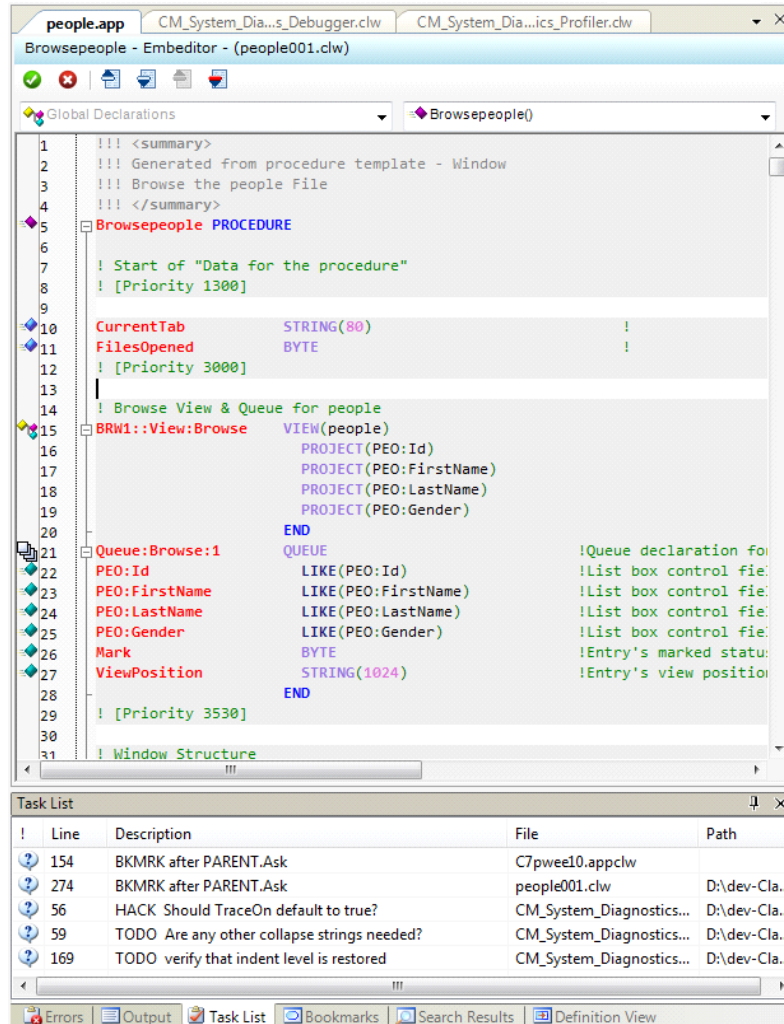 people.app CM_System_Dia...s_Debugger.clw CM_System_Dia...ics_Profiler.clw
Browsepeople - Embeditor - (people001.clw)
Global Declarations Browsepeople()
1 !!! <summary>
2 !!! Generated from procedure template - Window
3 !!! Browse the people File
4 !!! </summary>
5 Browsepeople PROCEDURE
6
7 ! Start of "Data for the procedure"
8 ! [Priority 1300]
9
10 CurrentTab STRING(80) !
11 FilesOpened BYTE !
12 ! [Priority 3000]
13
14 ! Browse View & Queue for people
15 BRW1::View:Browse VIEW(people)
16 PROJECT(PEO:Id)
17 PROJECT(PEO:FirstName)
18 PROJECT(PEO:LastName)
19 PROJECT(PEO:Gender)
20 END
21 Queue:Browse:1 QUEUE !Queue declaration fo
22 PEO:Id LIKE(PEO:Id) !List box control fie
23 PEO:FirstName LIKE(PEO:FirstName) !List box control fie
24 PEO:LastName LIKE(PEO:LastName) !List box control fie
25 PEO:Gender LIKE(PEO:Gender) !List box control fie
26 Mark BYTE !Entry's marked statu
27 ViewPosition STRING(1024) !Entry's view position
28 END
29 ! [Priority 3530]
30
31 ! Window Structure
Task List
! Line Description File Path
154 BKMRK after PARENT.Ask C7pwee10.appclw
274 BKMRK after PARENT.Ask people001.clw D:\dev-Cla..
56 HACK Should TraceOn default to true? CM_System_Diagnostics... D:\dev-Cla..
59 TODO Are any other collapse strings needed? CM_System_Diagnostics... D:\dev-Cla..
169 TODO verify that indent level is restored CM_System_Diagnostics... D:\dev-Cla..
Errors Output Task List Bookmarks Search Results Definition View